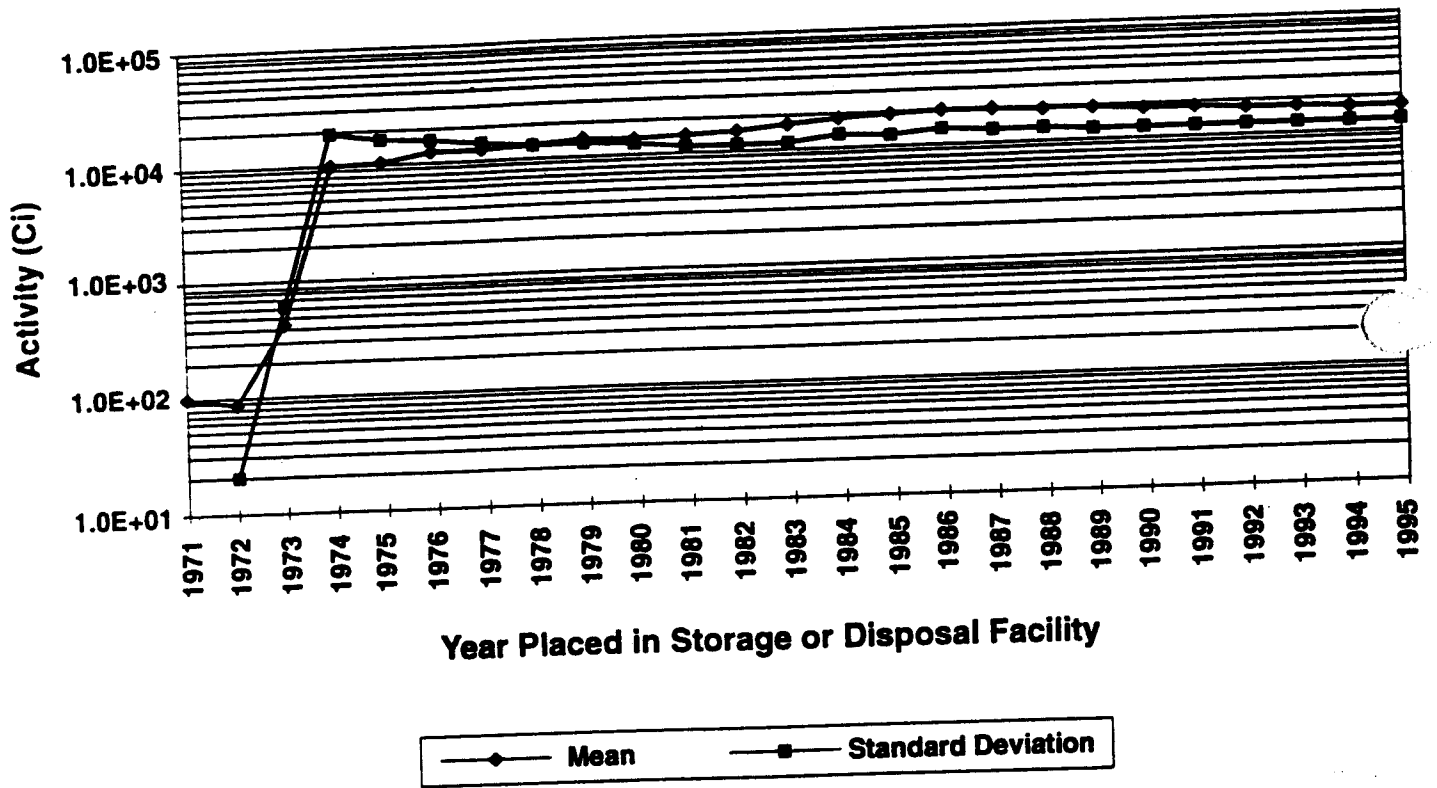 1.0E+05
1.0E+04
1.0E+03
1.0E+02
1.0E+01
Activity (Ci)
1971 1972 1973 1974 1975 1976 1977 1978 1979 1980 1981 1982 1983 1984 1985 1986 1987 1988 1989 1990 1991 1992 1993 1994 1995
Year Placed in Storage or Disposal Facility
Mean Standard Deviation